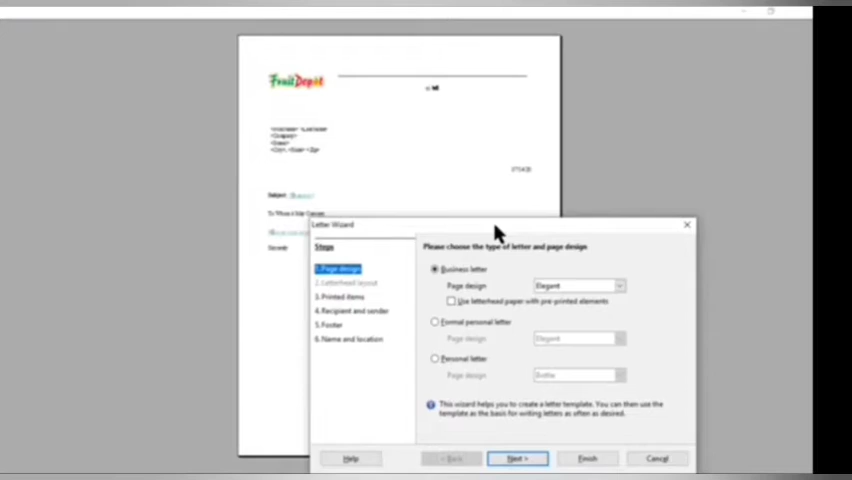 FruitDepot
<Company>
Subject:
Letter Wizard
Steps
Please choose the type of letter and page design
1.Page design
2.Letterhead layout
3.Printed items
4.Recipient and sender
5.Footer
6.Name and location
Business letter
Page design
Elegant
Use letterhead paper with pre-printed elements
Formal personal letter
Page design
Elegant
Personal letter
Page design
Bottle
This wizard helps you to create a letter template. You can then use the
template as the basis for writing letters as often as desired.
Help
< Back
Next >
Finish
Cancel